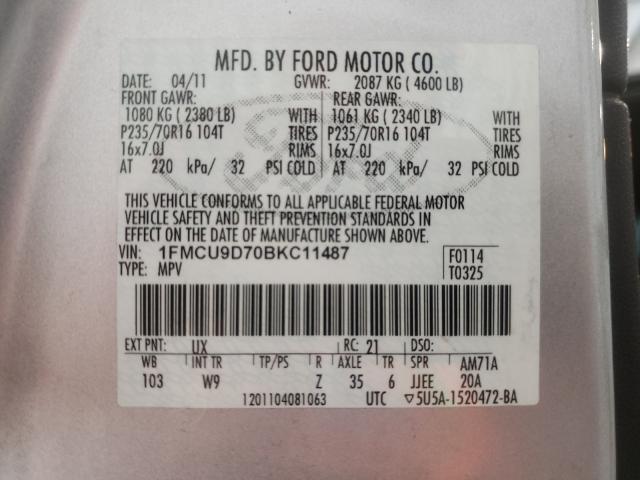 MFD. BY FORD MOTOR CO.
DATE: 04/11 GVWR: 2087 KG ( 4600 LB)
FRONT GAWR: REAR GAWR:
1080 KG ( 2380 LB) WITH 1061 KG ( 2340 LB) WITH
P235/70R16 104T TIRES P235/70R16 104T TIRES
16x7.0J RIMS 16x7.0J RIMS
AT 220 kPa/ 32 PSI COLD AT 220 kPa/ 32 PSI COLD
THIS VEHICLE CONFORMS TO ALL APPLICABLE FEDERAL MOTOR
VEHICLE SAFETY AND THEFT PREVENTION STANDARDS IN
EFFECT ON THE DATE OF MANUFACTURE SHOWN ABOVE.
VIN: 1FMCU9D70BKC11487 F0114
TYPE: MPV T0325
EXT PNT: UX RC: 21 DSO:
WB INT TR TP/PS R AXLE TR SPR AM71A
103 W9 Z 35 6 JJEE 20A
1201104081063 UTC ▽5U5A-1520472-BA